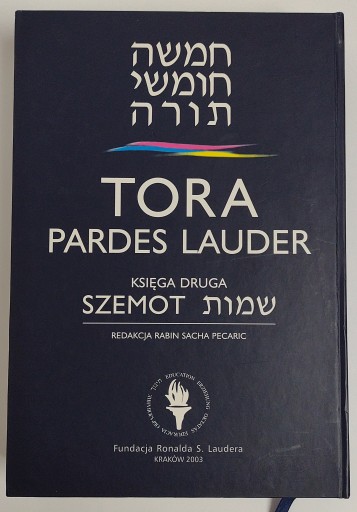 חמשה
חומשי
תורה
TORA
PARDES LAUDER
KSIĘGA DRUGA
SZEMOT שמות
REDAKCJA RABIN SACHA PECARIC
EDUCATION
Fundacja Ronalda S. Laudera
KRAKÓW 2003